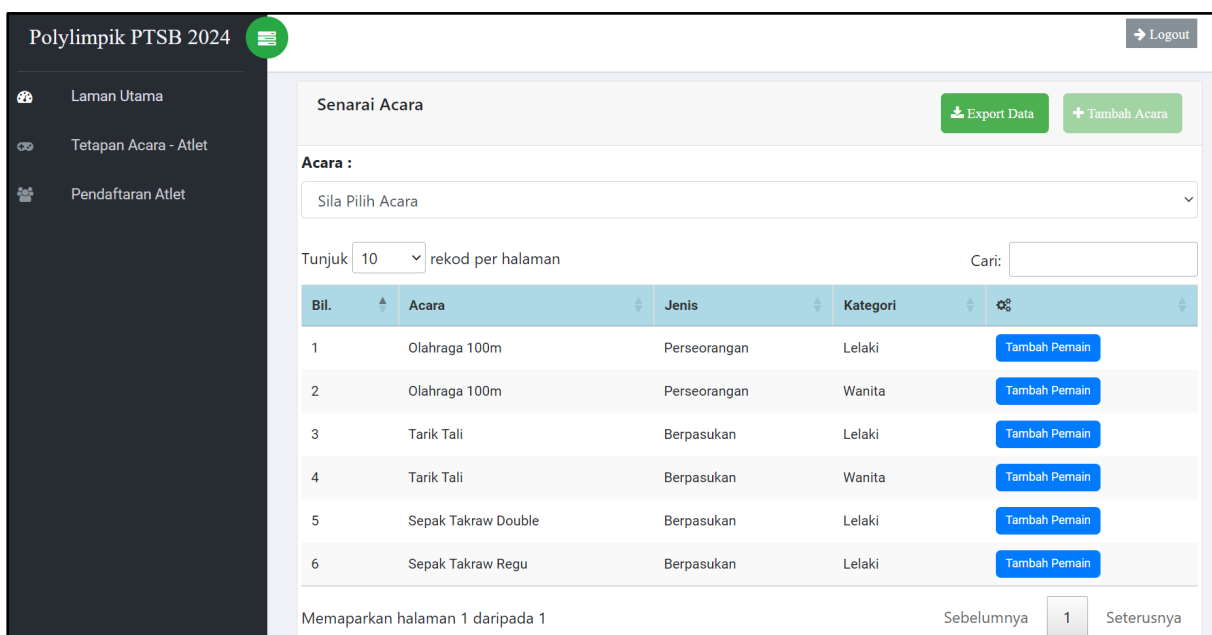 Polylimpik PTSB 2024
Logout
Laman Utama
Tetapan Acara - Atlet
Pendaftaran Atlet
Senarai Acara
Export Data
Tambah Acara
Acara :
Sila Pilih Acara
Tunjuk 10 rekod per halaman
Cari:
Bil. Acara Jenis Kategori
1 Olahraga 100m Perseorangan Lelaki Tambah Pemain
2 Olahraga 100m Perseorangan Wanita Tambah Pemain
3 Tarik Tali Berpasukan Lelaki Tambah Pemain
4 Tarik Tali Berpasukan Wanita Tambah Pemain
5 Sepak Takraw Double Berpasukan Lelaki Tambah Pemain
6 Sepak Takraw Regu Berpasukan Lelaki Tambah Pemain
Memaparkan halaman 1 daripada 1
Sebelumnya 1 Seterusnya